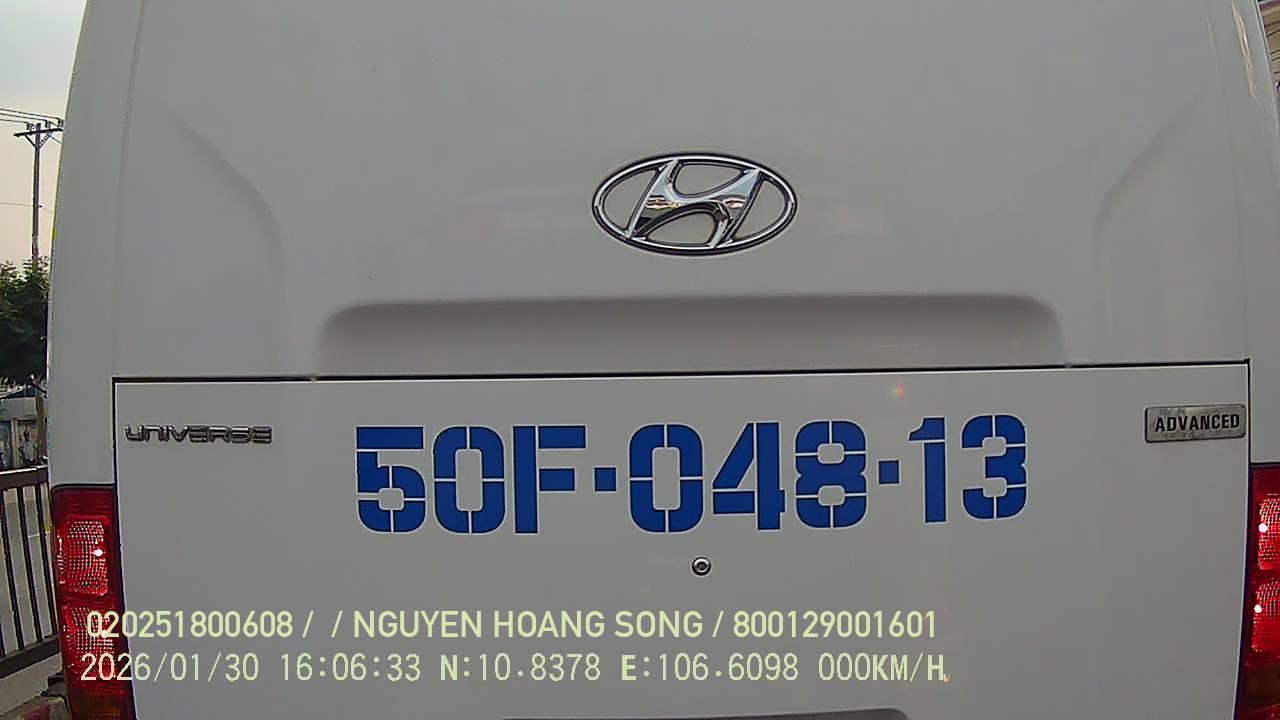 UNIVERSE
ADVANCED
50F-048-13
020251800608 / / NGUYEN HOANG SONG / 800129001601
2026/01/30 16:06:33 N:10.8378 E:106.6098 000KM/H